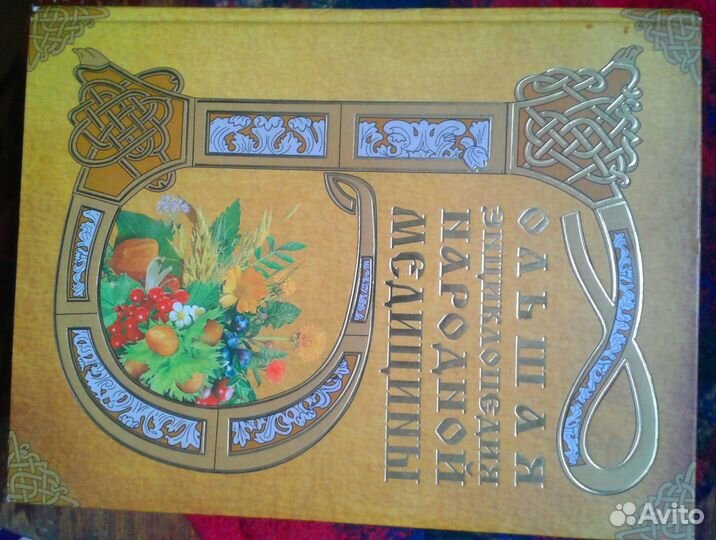 БОЛЬШАЯ
ЭНЦИКЛОПЕДИЯ
НАРОДНОЙ
МЕДИЦИНЫ
Avito